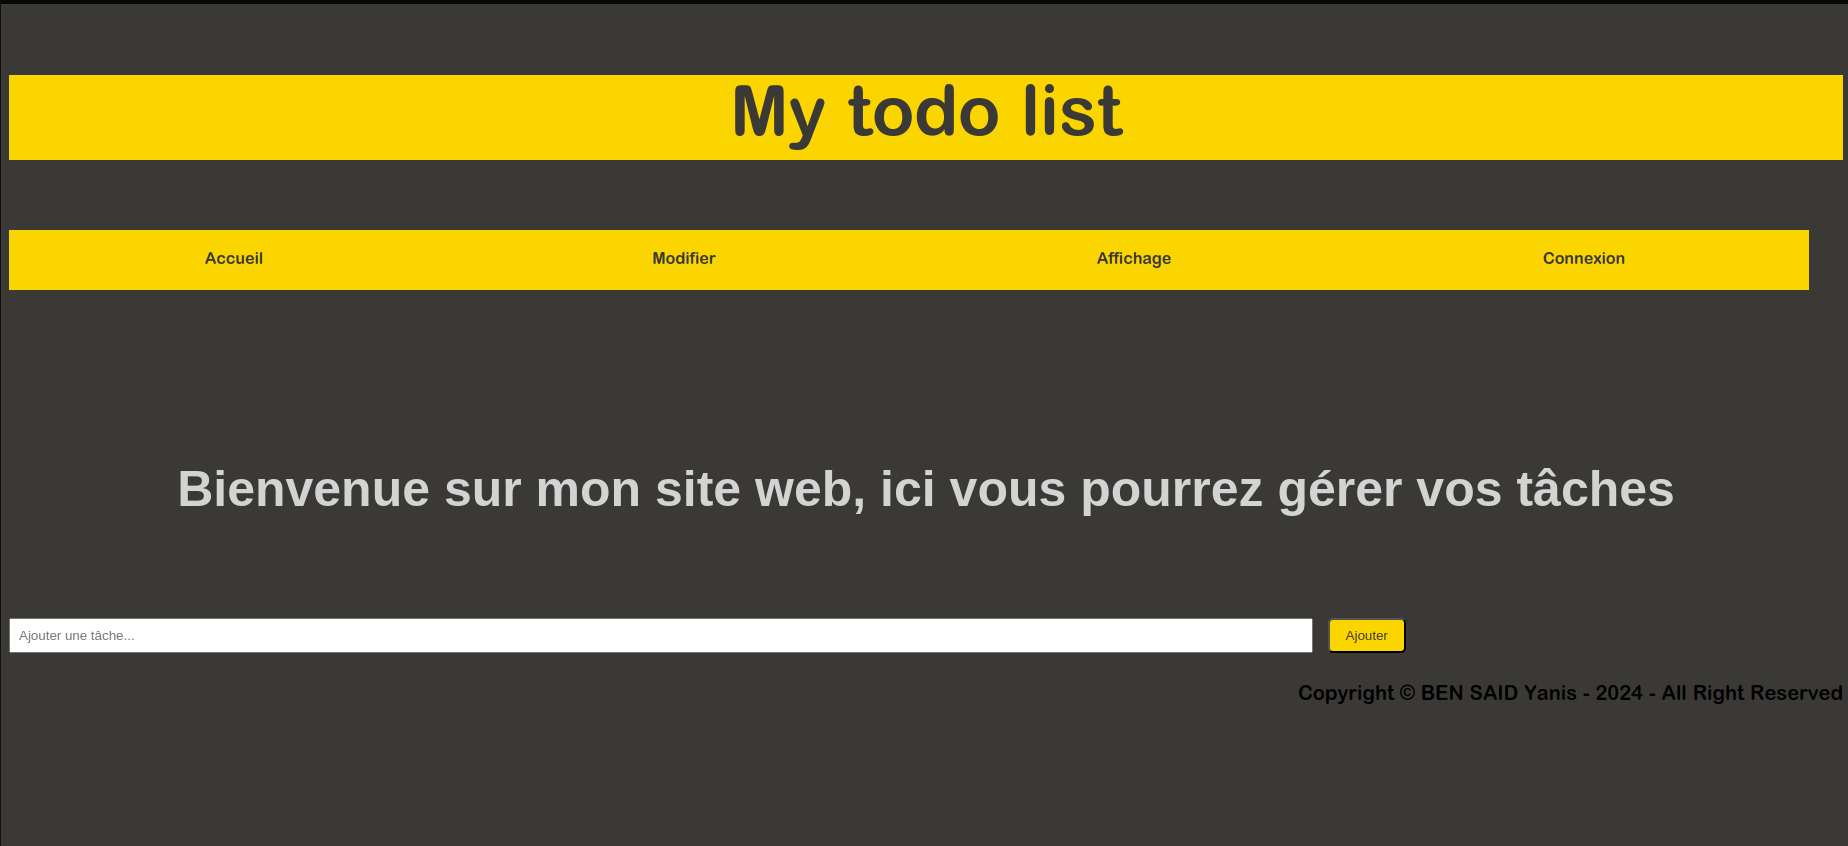 My todo list
Accueil Modifier Affichage Connexion
Bienvenue sur mon site web, ici vous pourrez gérer vos tâches
Ajouter une tâche... Ajouter
Copyright © BEN SAID Yanis - 2024 - All Right Reserved